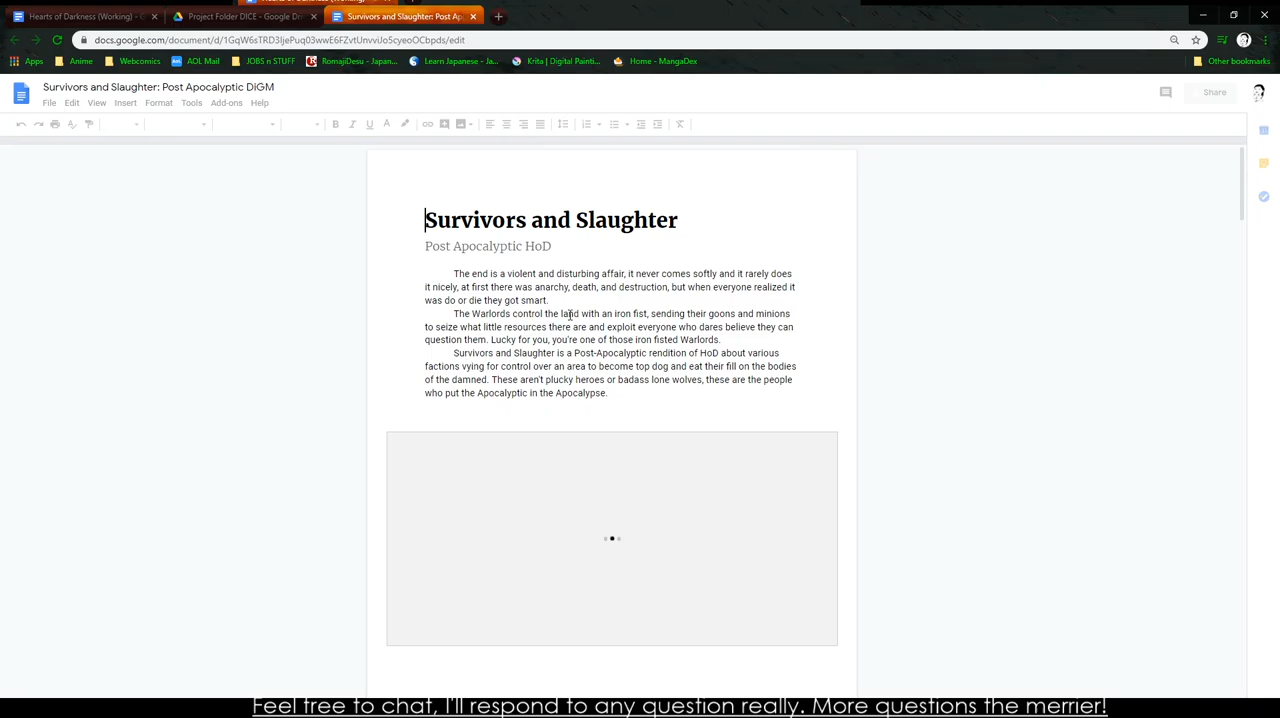 Hearts of Darkness (Working) - G
Project Folder DICE - Google Dri
Survivors and Slaughter: Post Ap
docs.google.com/document/d/1GqW6sTRD3IjePuq03wwE6FZvtUnvviJo5cyeoOCbpds/edit
Apps Anime Webcomics AOL Mail JOBS n STUFF RomajiDesu - Japan... Learn Japanese - Ja... Krita | Digital Painti... Home - MangaDex Other bookmarks
Survivors and Slaughter: Post Apocalyptic DiGM
File Edit View Insert Format Tools Add-ons Help
Share
Survivors and Slaughter
Post Apocalyptic HoD
The end is a violent and disturbing affair, it never comes softly and it rarely does
it nicely, at first there was anarchy, death, and destruction, but when everyone realized it
was do or die they got smart.
The Warlords control the land with an iron fist, sending their goons and minions
to seize what little resources there are and exploit everyone who dares believe they can
question them. Lucky for you, you're one of those iron fisted Warlords.
Survivors and Slaughter is a Post-Apocalyptic rendition of HoD about various
factions vying for control over an area to become top dog and eat their fill on the bodies
of the damned. These aren't plucky heroes or badass lone wolves, these are the people
who put the Apocalyptic in the Apocalypse.
Feel free to chat, I'll respond to any question really. More questions the merrier!